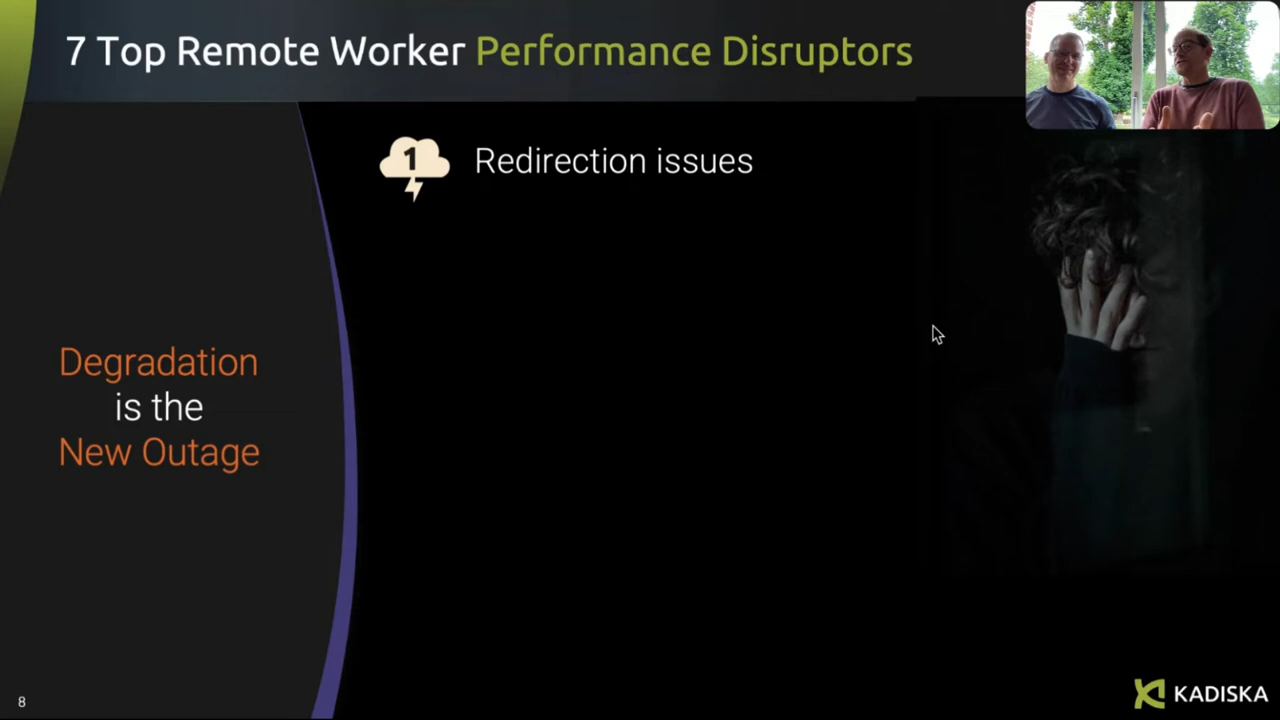 7 Top Remote Worker Performance Disruptors
1
Redirection issues
Degradation
is the
New Outage
8
KADISKA